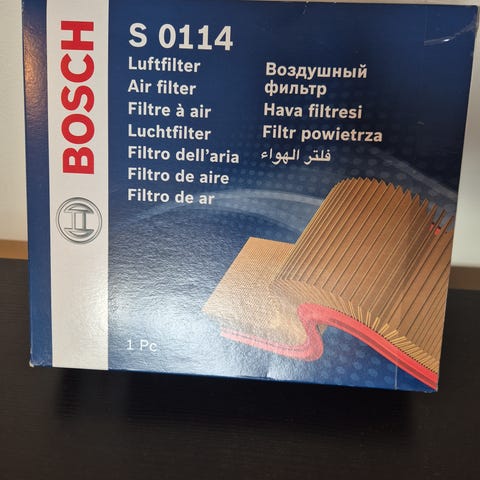 BOSCH
S 0114
Luftfilter
Air filter
Filtre à air
Luchtfilter
Filtro dell'aria
Filtro de aire
Filtro de ar
Воздушный
фильтр
Hava filtresi
Filtr powietrza
فلتر الهواء
1 Pc